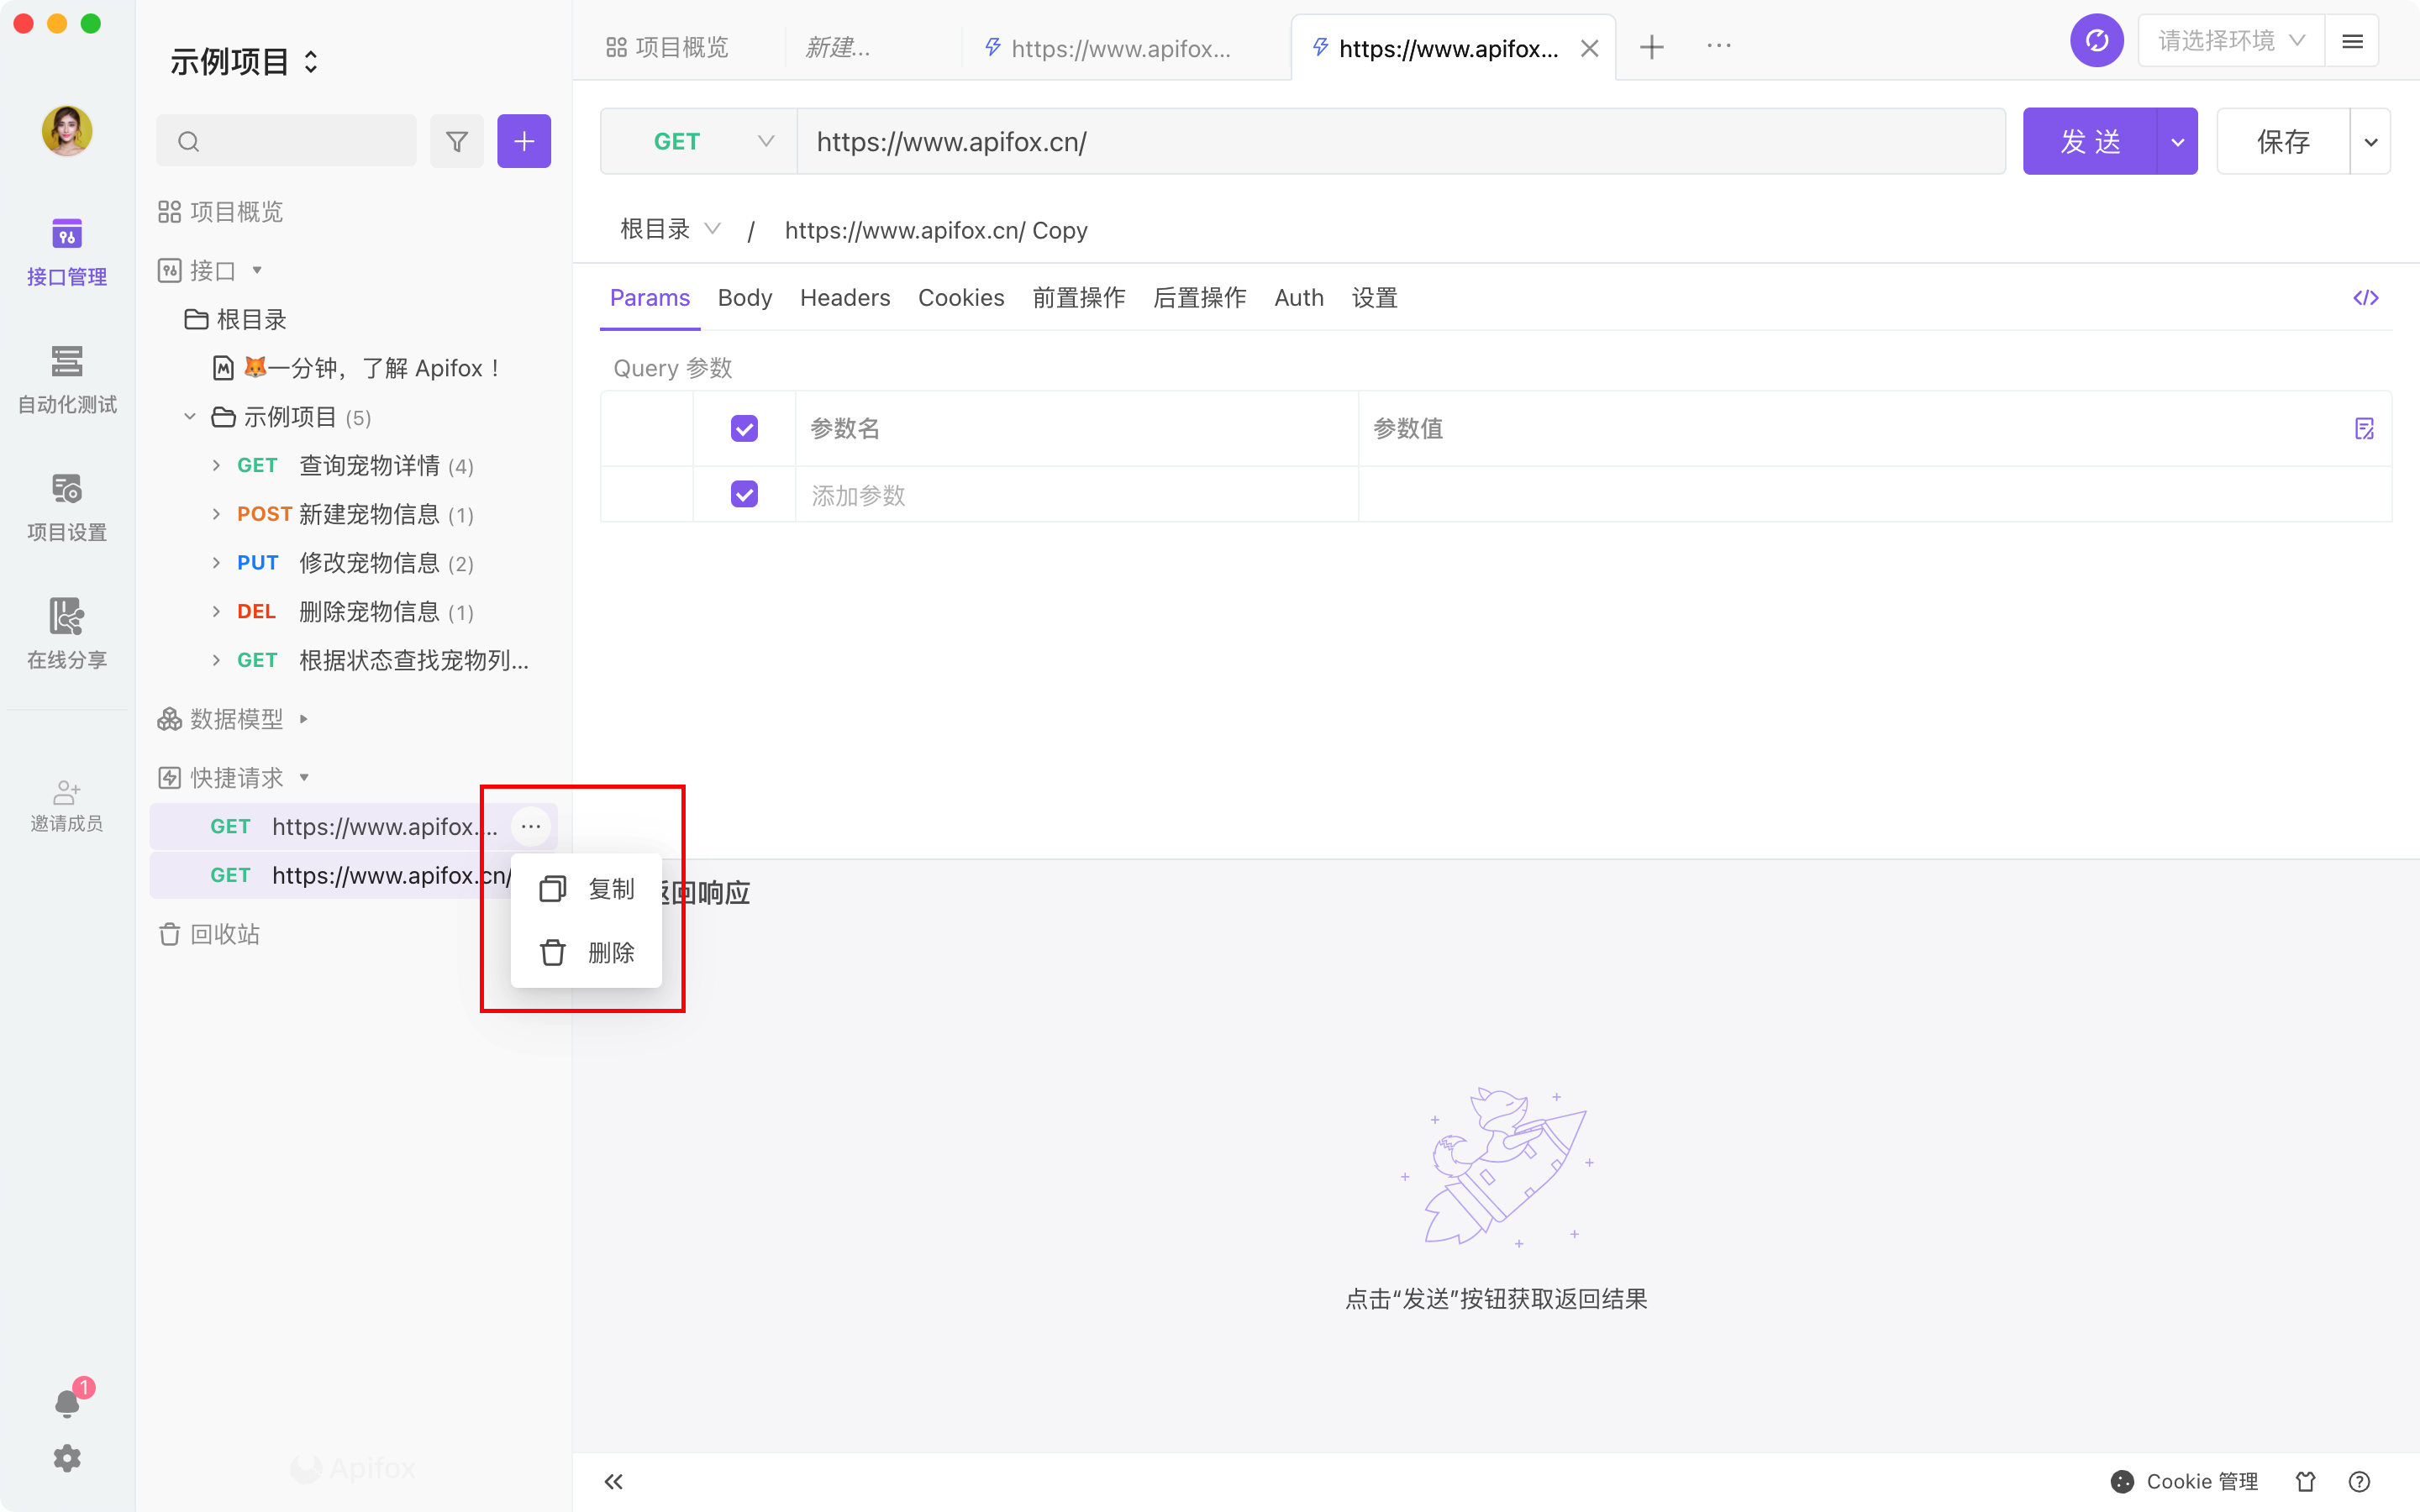 示例项目
项目概览
新建...
https://www.apifox...
https://www.apifox...
请选择环境
GET
https://www.apifox.cn/
发 送
保存
根目录
/
https://www.apifox.cn/ Copy
Params
Body
Headers
Cookies
前置操作
后置操作
Auth
设置
Query 参数
参数名
参数值
添加参数
接口管理
自动化测试
项目设置
在线分享
邀请成员
1
项目概览
接口
根目录
一分钟，了解 Apifox！
示例项目 (5)
GET 查询宠物详情 (4)
POST 新建宠物信息 (1)
PUT 修改宠物信息 (2)
DEL 删除宠物信息 (1)
GET 根据状态查找宠物列...
数据模型
快捷请求
GET https://www.apifox....
GET https://www.apifox.cn/
回收站
复制
删除
回响应
点击“发送”按钮获取返回结果
Apifox
Cookie 管理